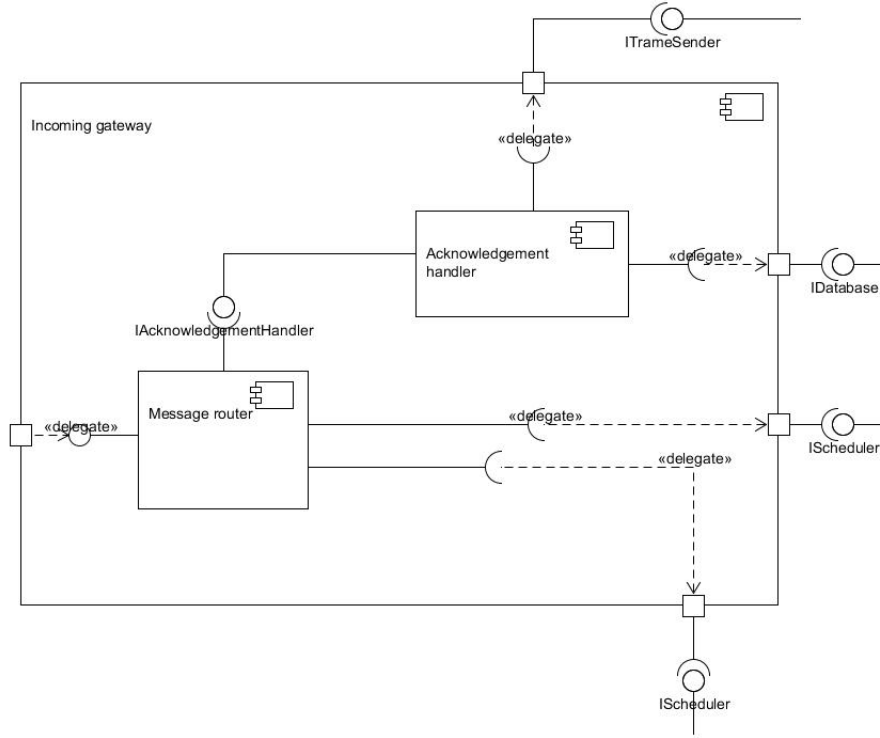 ITrameSender
Incoming gateway
«delegate»
Acknowledgement
handler
«delegate»
IDatabase
IAcknowledgementHandler
Message router
«delegate»
«delegate»
IScheduler
«delegate»
IScheduler